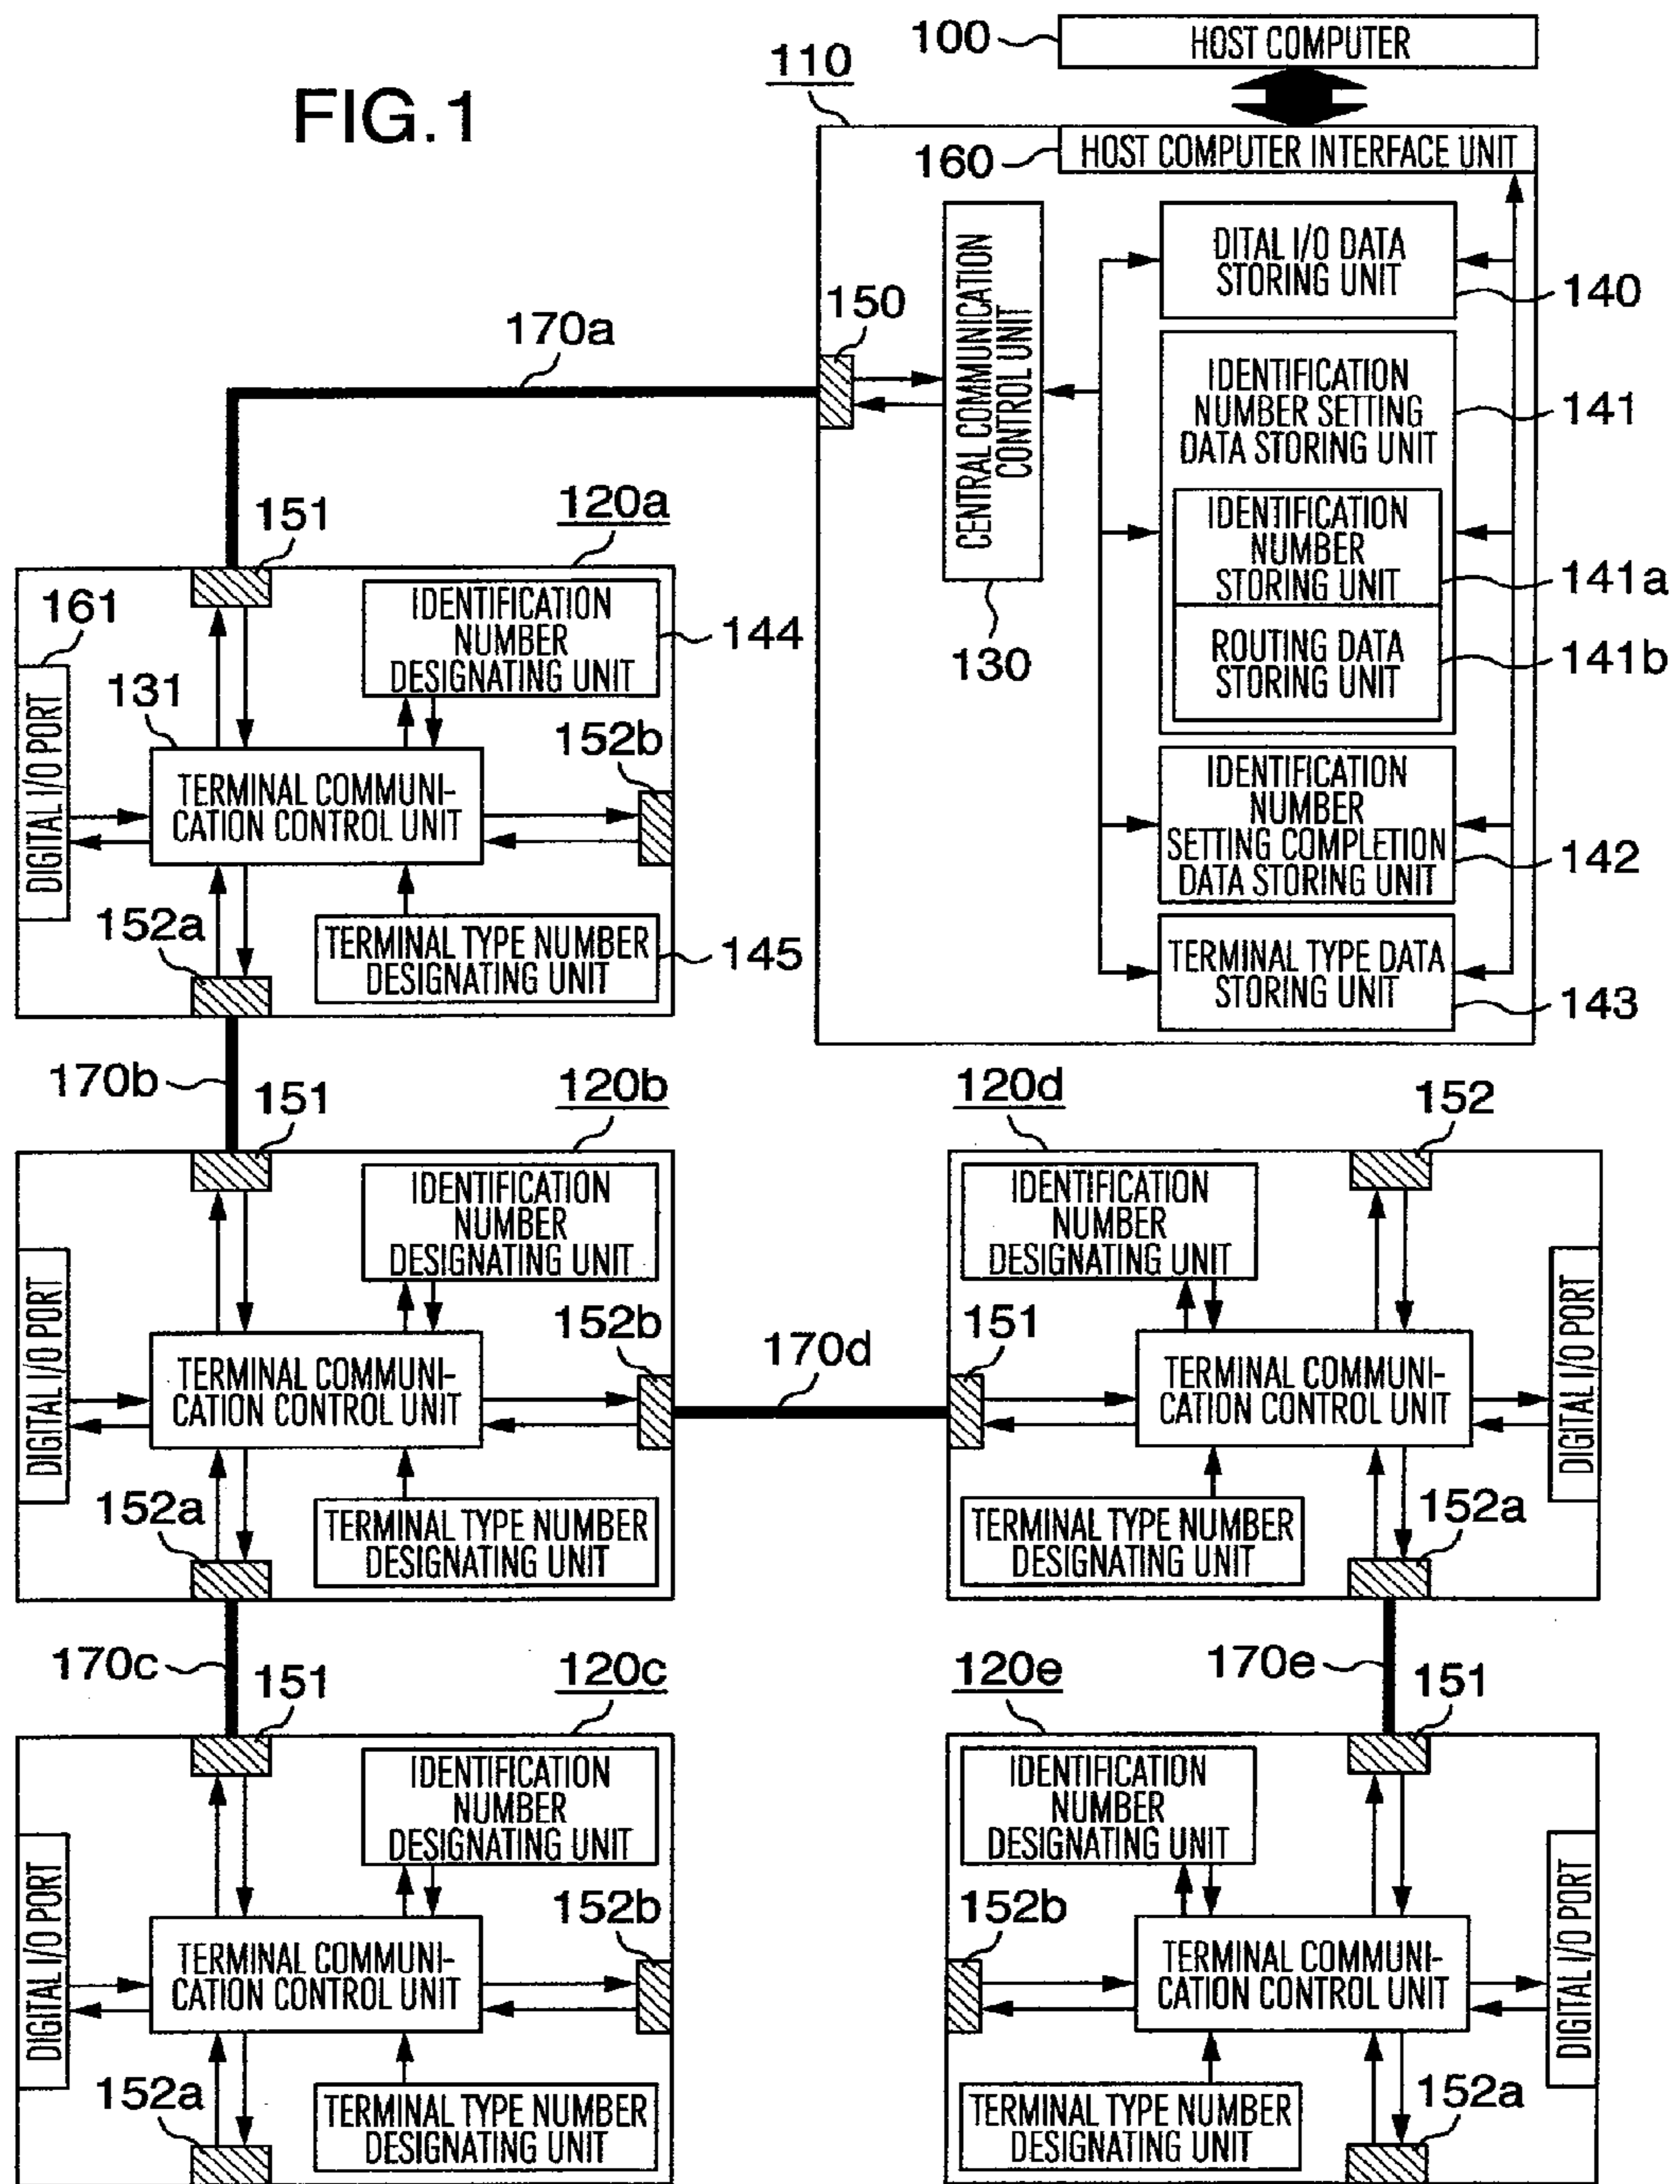 FIG.1
100
HOST COMPUTER
110
160
HOST COMPUTER INTERFACE UNIT
CENTRAL COMMUNICATION
CONTROL UNIT
130
150
170a
DITAL I/O DATA
STORING UNIT
140
IDENTIFICATION
NUMBER SETTING
DATA STORING UNIT
141
IDENTIFICATION
NUMBER
STORING UNIT
141a
ROUTING DATA
STORING UNIT
141b
IDENTIFICATION
NUMBER
SETTING COMPLETION
DATA STORING UNIT
142
TERMINAL TYPE DATA
STORING UNIT
143
151
120a
161
DIGITAL I/O PORT
131
IDENTIFICATION
NUMBER
DESIGNATING UNIT
144
TERMINAL COMMUNI-
CATION CONTROL UNIT
152b
152a
TERMINAL TYPE NUMBER
DESIGNATING UNIT
145
170b
151
120b
IDENTIFICATION
NUMBER
DESIGNATING UNIT
DIGITAL I/O PORT
TERMINAL COMMUNI-
CATION CONTROL UNIT
152b
152a
TERMINAL TYPE NUMBER
DESIGNATING UNIT
170d
120d
152
IDENTIFICATION
NUMBER
DESIGNATING UNIT
151
TERMINAL COMMUNI-
CATION CONTROL UNIT
DIGITAL I/O PORT
TERMINAL TYPE NUMBER
DESIGNATING UNIT
152a
170c
151
120c
IDENTIFICATION
NUMBER
DESIGNATING UNIT
DIGITAL I/O PORT
TERMINAL COMMUNI-
CATION CONTROL UNIT
152b
152a
TERMINAL TYPE NUMBER
DESIGNATING UNIT
120e
170e
151
IDENTIFICATION
NUMBER
DESIGNATING UNIT
152b
TERMINAL COMMUNI-
CATION CONTROL UNIT
DIGITAL I/O PORT
TERMINAL TYPE NUMBER
DESIGNATING UNIT
152a